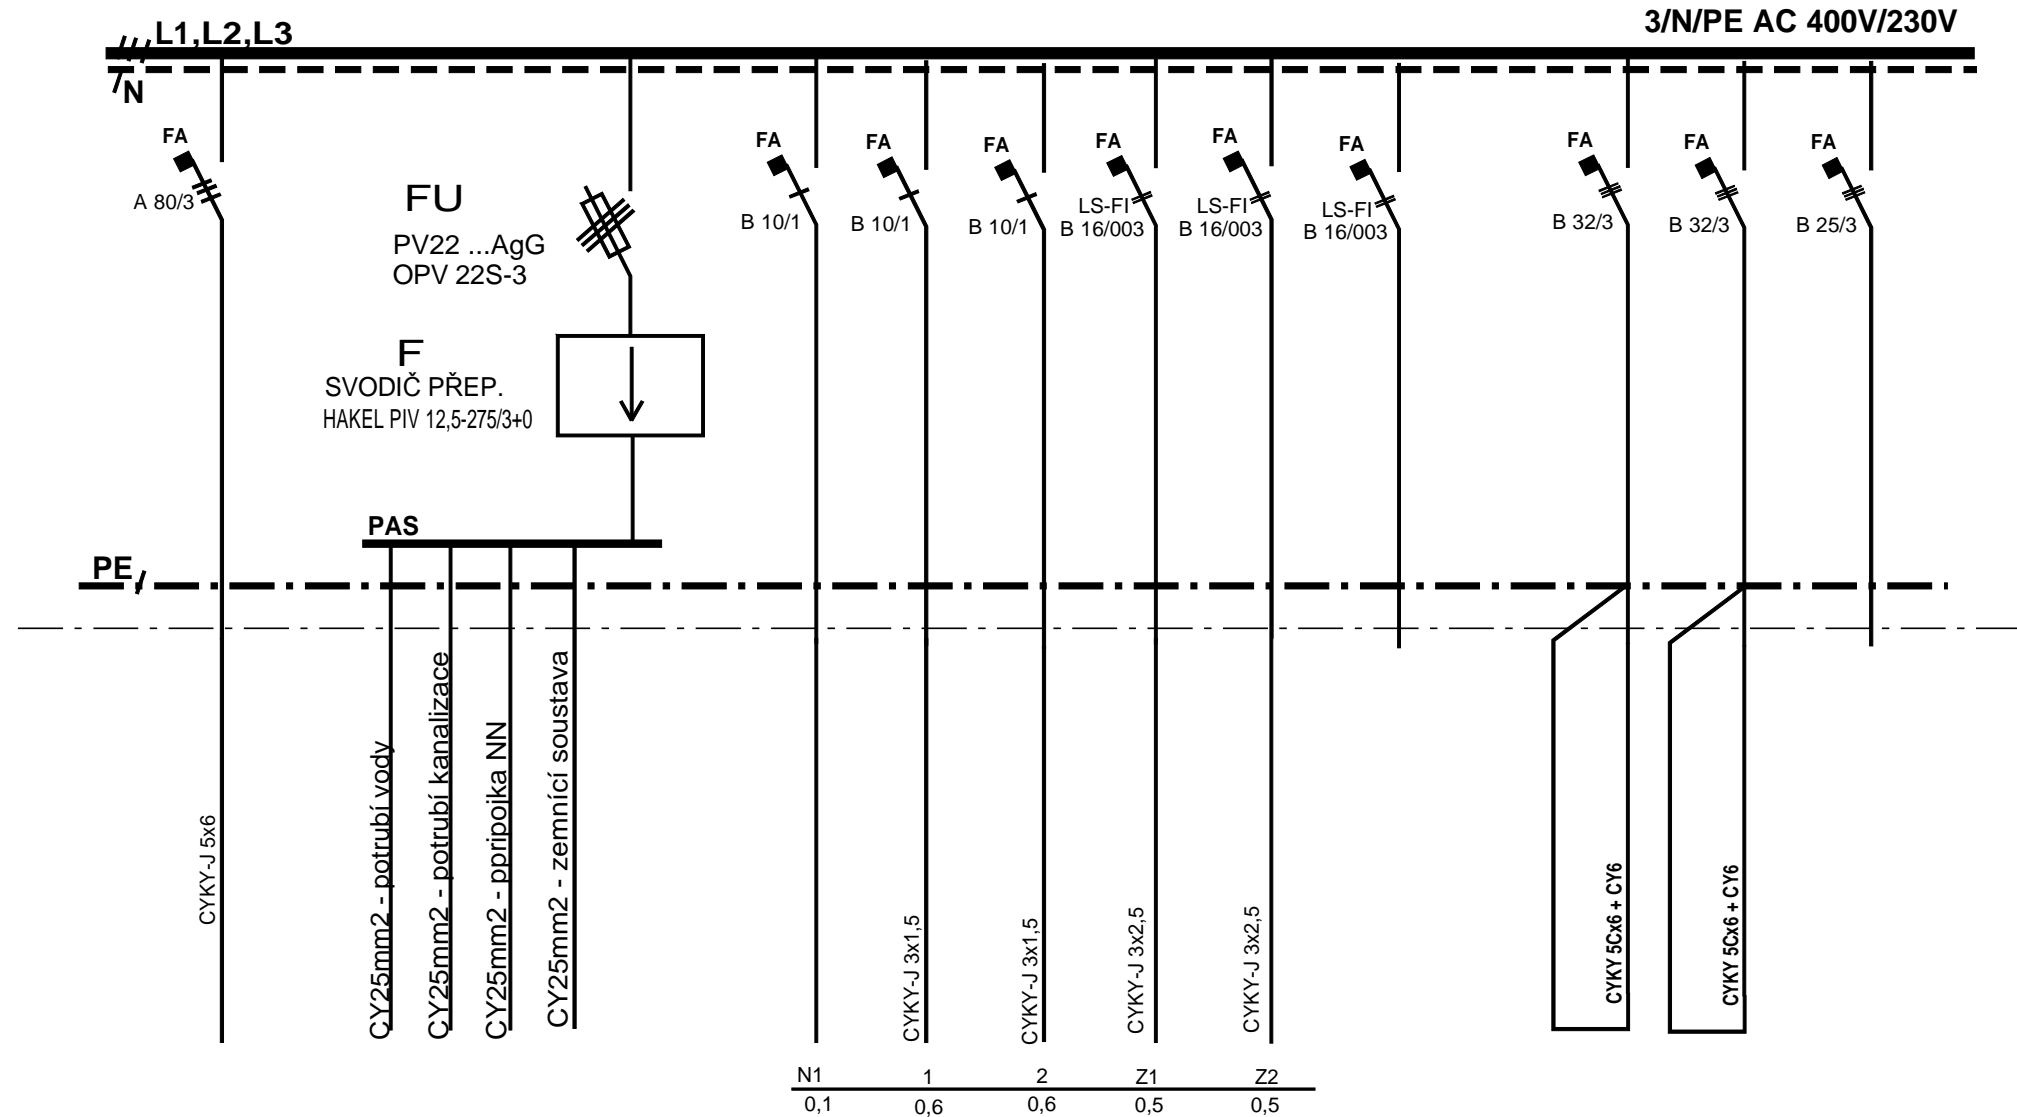 3/N/PE AC 400V/230V
L1,L2,L3
N
FA
A 80/3
FU
PV22 ...AgG
OPV 22S-3
F
SVODIČ PŘEP.
HAKEL PIV 12,5-275/3+0
FA
B 10/1
FA
B 10/1
FA
B 10/1
FA
LS-FI
B 16/003
FA
LS-FI
B 16/003
FA
LS-FI
B 16/003
FA
B 32/3
FA
B 32/3
FA
B 25/3
PAS
PE
CYKY-J 5x6
CY25mm2 - potrubí vody
CY25mm2 - potrubí kanalizace
CY25mm2 - ppripojka NN
CY25mm2 - zemnící soustava
CYKY-J 3x1,5
CYKY-J 3x1,5
CYKY-J 3x2,5
CYKY-J 3x2,5
CYKY 5Cx6 + CY6
CYKY 5Cx6 + CY6
N1 1 2 Z1 Z2
0,1 0,6 0,6 0,5 0,5